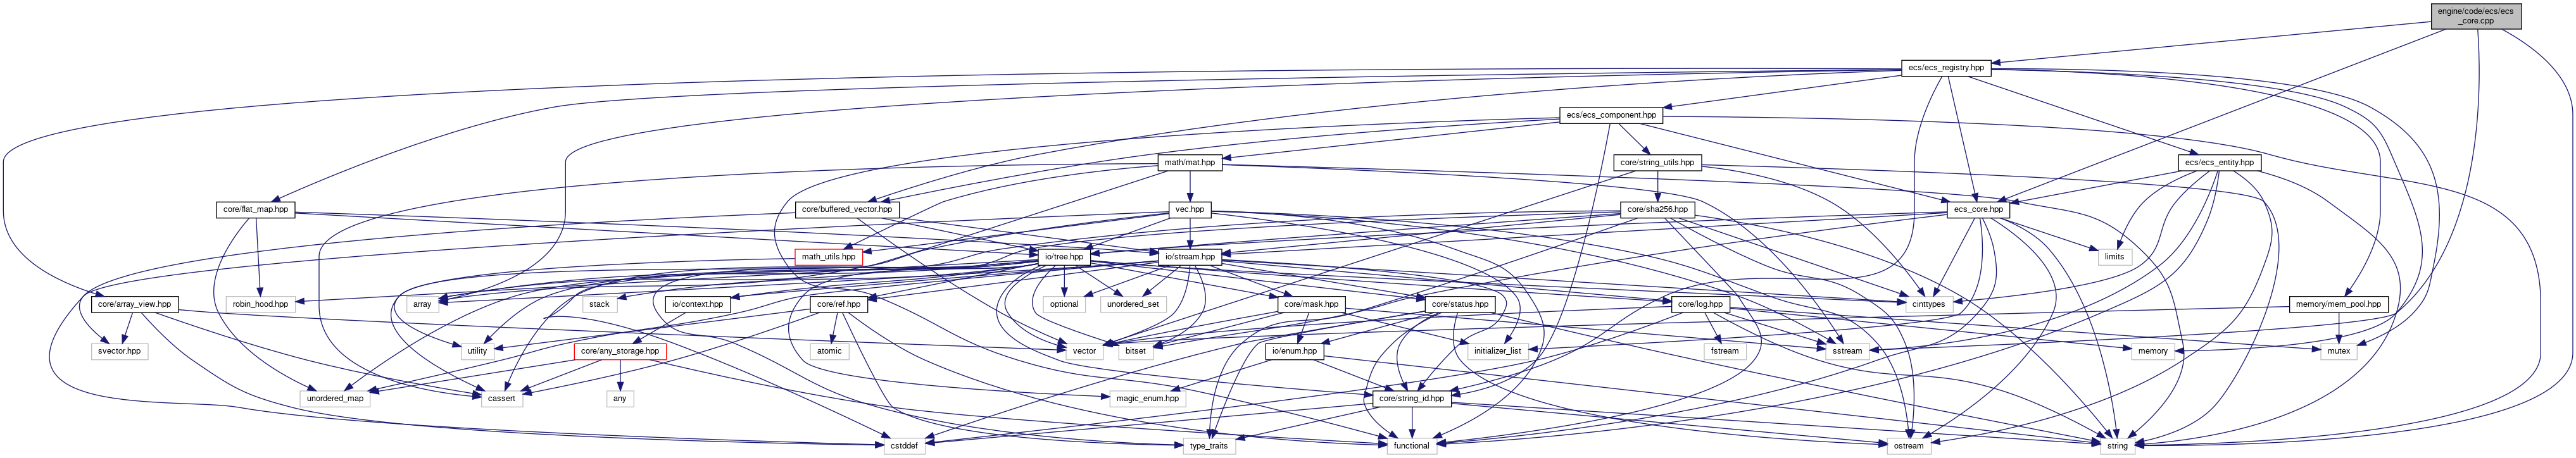 engine/code/ecs/ecs
_core.cpp
ecs/ecs_registry.hpp
ecs/ecs_component.hpp
math/mat.hpp
core/string_utils.hpp
ecs/ecs_entity.hpp
core/flat_map.hpp
core/buffered_vector.hpp
vec.hpp
core/sha256.hpp
ecs_core.hpp
math_utils.hpp
io/tree.hpp
io/stream.hpp
limits
core/array_view.hpp
robin_hood.hpp
array
stack
io/context.hpp
core/ref.hpp
optional
unordered_set
core/mask.hpp
core/status.hpp
core/log.hpp
cinttypes
memory/mem_pool.hpp
svector.hpp
utility
core/any_storage.hpp
atomic
vector
bitset
io/enum.hpp
initializer_list
fstream
sstream
memory
mutex
unordered_map
cassert
any
magic_enum.hpp
core/string_id.hpp
cstddef
type_traits
functional
ostream
string